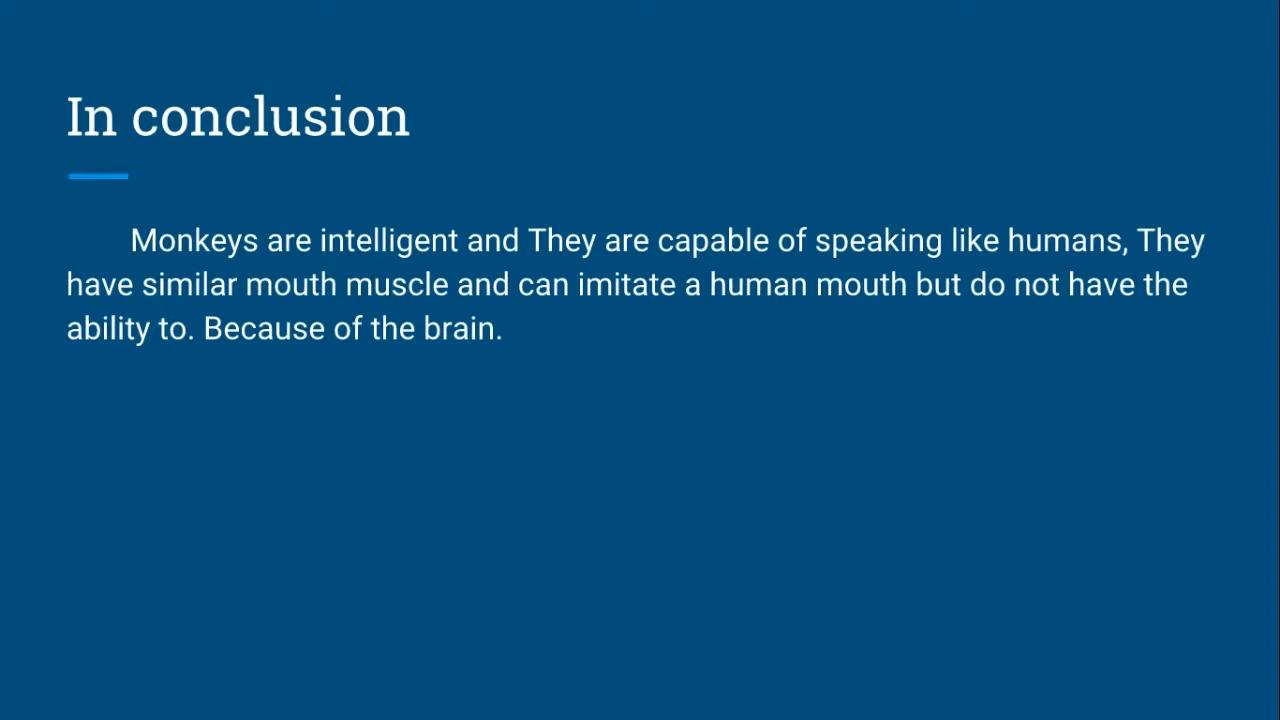 In conclusion
Monkeys are intelligent and They are capable of speaking like humans, They
have similar mouth muscle and can imitate a human mouth but do not have the
ability to. Because of the brain.